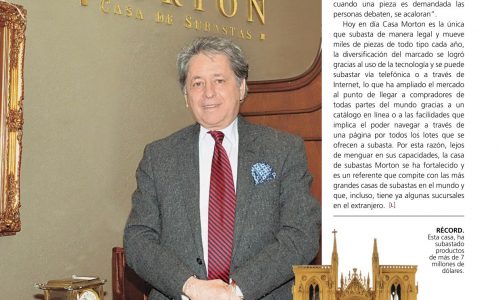 MORTON
CASA DE SUBASTAS
cuando una pieza es demandada las
personas debaten, se acaloran".
Hoy en día Casa Morton es la única
que subasta de manera legal y mueve
miles de piezas de todo tipo cada año,
la diversificación del mercado se logró
gracias al uso de la tecnología y se puede
subastar vía telefónica o a través de
Internet, lo que ha ampliado el mercado
al punto de llegar a compradores de
todas partes del mundo gracias a un
catálogo en línea o a las facilidades que
implica el poder navegar a través de
una página por todos los lotes que se
ofrecen a subasta. Por esta razón, lejos
de menguar en sus capacidades, la casa
de subastas Morton se ha fortalecido y
es un referente que compite con las más
grandes casas de subastas en el mundo y
que, incluso, tiene ya algunas sucursales
en el extranjero. [L]
RÉCORD.
Esta casa, ha
subastado
productos
de más de 7
millones de
dólares.